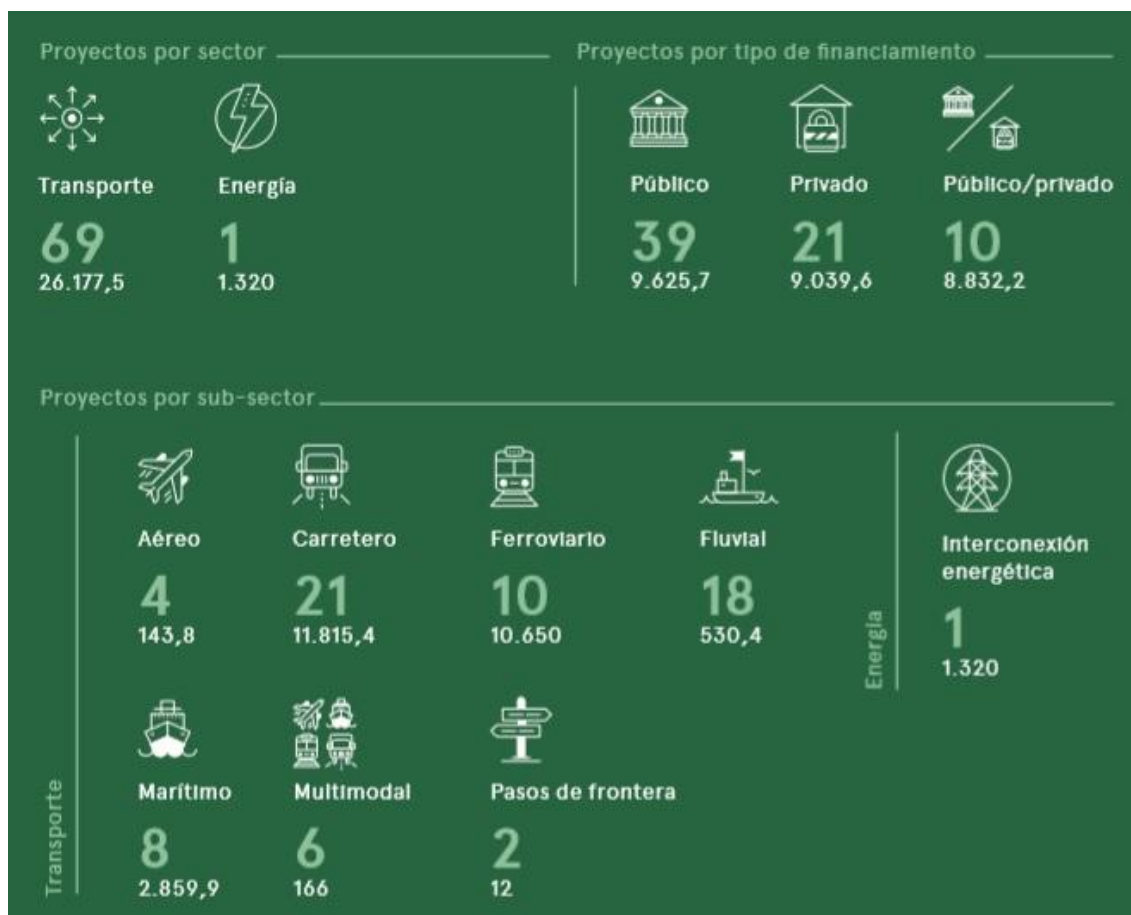 Proyectos por sector
Transporte
69
26.177,5
Energía
1
1.320
Proyectos por tipo de financiamiento
Público
39
9.625,7
Privado
21
9.039,6
Público/privado
10
8.832,2
Proyectos por sub-sector
Transporte
Aéreo
4
143,8
Carretero
21
11.815,4
Ferroviario
10
10.650
Fluvial
18
530,4
Marítimo
8
2.859,9
Multimodal
6
166
Pasos de frontera
2
12
Energía
Interconexión
energética
1
1.320